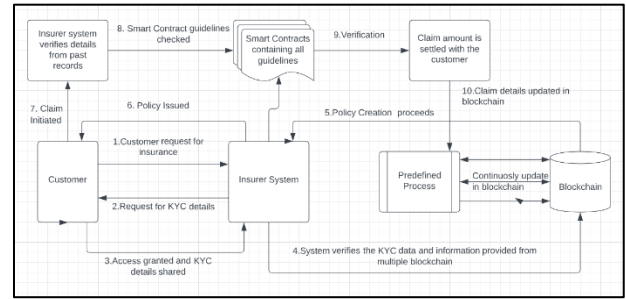 Insurer system
verifies details
from past
records
8. Smart Contract guidelines
checked
Smart Contracts
containing all
guidelines
9.Verification
Claim amount is
settled with the
customer
7. Claim
Initiated
6. Policy Issued
10.Claim details updated in
blockchain
5.Policy Creation proceeds
1.Customer request for
insurance
Customer
Insurer System
Predefined
Process
Continuosly update
in blockchain
Blockchain
2.Request for KYC details
3.Access granted and KYC
details shared
4.System verifies the KYC data and information provided from
multiple blockchain